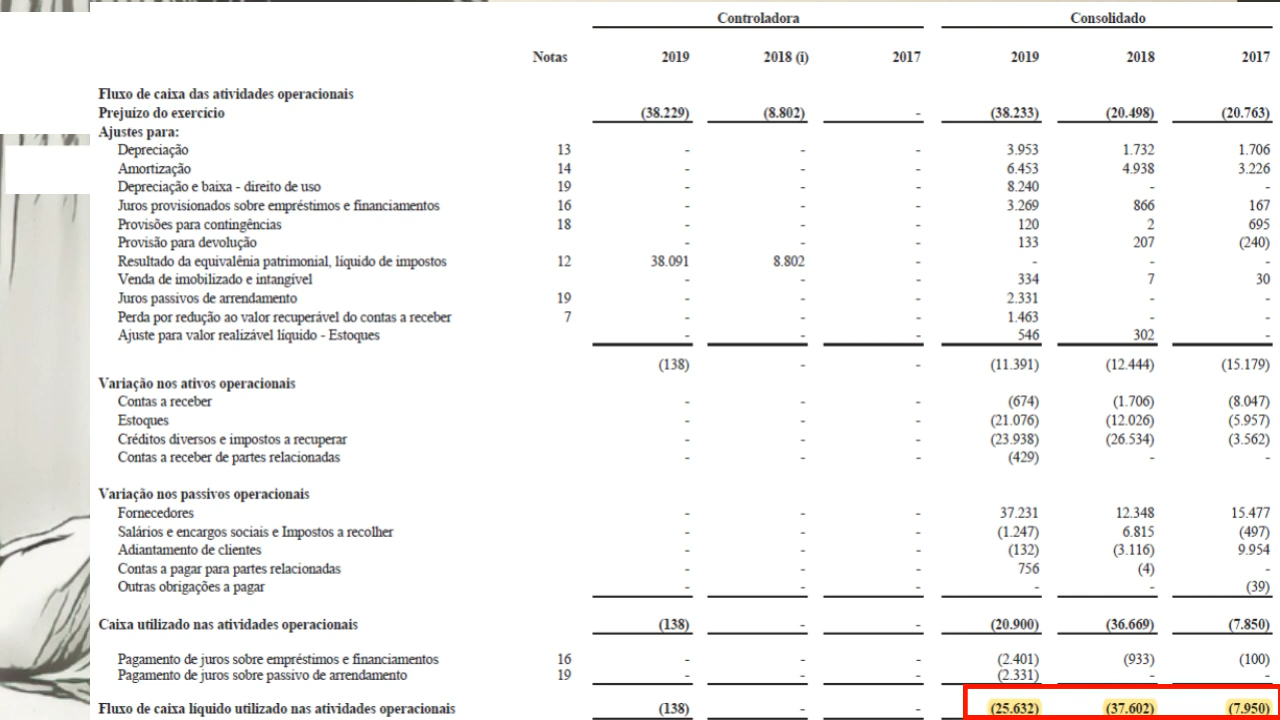 Controladora Consolidado
Notas 2019 2018 (i) 2017 2019 2018 2017
Fluxo de caixa das atividades operacionais
Prejuízo do exercício (38.229) (8.802) - (38.233) (20.498) (20.763)
Ajustes para:
Depreciação 13 - - - 3.953 1.732 1.706
Amortização 14 - - - 6.453 4.938 3.226
Depreciação e baixa - direito de uso 19 - - - 8.240 - -
Juros provisionados sobre empréstimos e financiamentos 16 - - - 3.269 866 167
Provisões para contingências 18 - - - 120 2 695
Provisão para devolução - - - 133 207 (240)
Resultado da equivalênia patrimonial, líquido de impostos 12 38.091 8.802 - - - -
Venda de imobilizado e intangível - - - 334 7 30
Juros passivos de arrendamento 19 - - - 2.331 - -
Perda por redução ao valor recuperável do contas a receber 7 - - - 1.463 - -
Ajuste para valor realizável líquido - Estoques - - - 546 302 -
(138) - - (11.391) (12.444) (15.179)
Variação nos ativos operacionais
Contas a receber - - - (674) (1.706) (8.047)
Estoques - - - (21.076) (12.026) (5.957)
Créditos diversos e impostos a recuperar - - - (23.938) (26.534) (3.562)
Contas a receber de partes relacionadas - - - (429) - -
Variação nos passivos operacionais
Fornecedores - - - 37.231 12.348 15.477
Salários e encargos sociais e Impostos a recolher - - - (1.247) 6.815 (497)
Adiantamento de clientes - - - (132) (3.116) 9.954
Contas a pagar para partes relacionadas - - - 756 (4) -
Outras obrigações a pagar - - - - - (39)
Caixa utilizado nas atividades operacionais (138) - - (20.900) (36.669) (7.850)
Pagamento de juros sobre empréstimos e financiamentos 16 - - - (2.401) (933) (100)
Pagamento de juros sobre passivo de arrendamento 19 - - - (2.331) - -
Fluxo de caixa líquido utilizado nas atividades operacionais (138) - - (25.632) (37.602) (7.950)